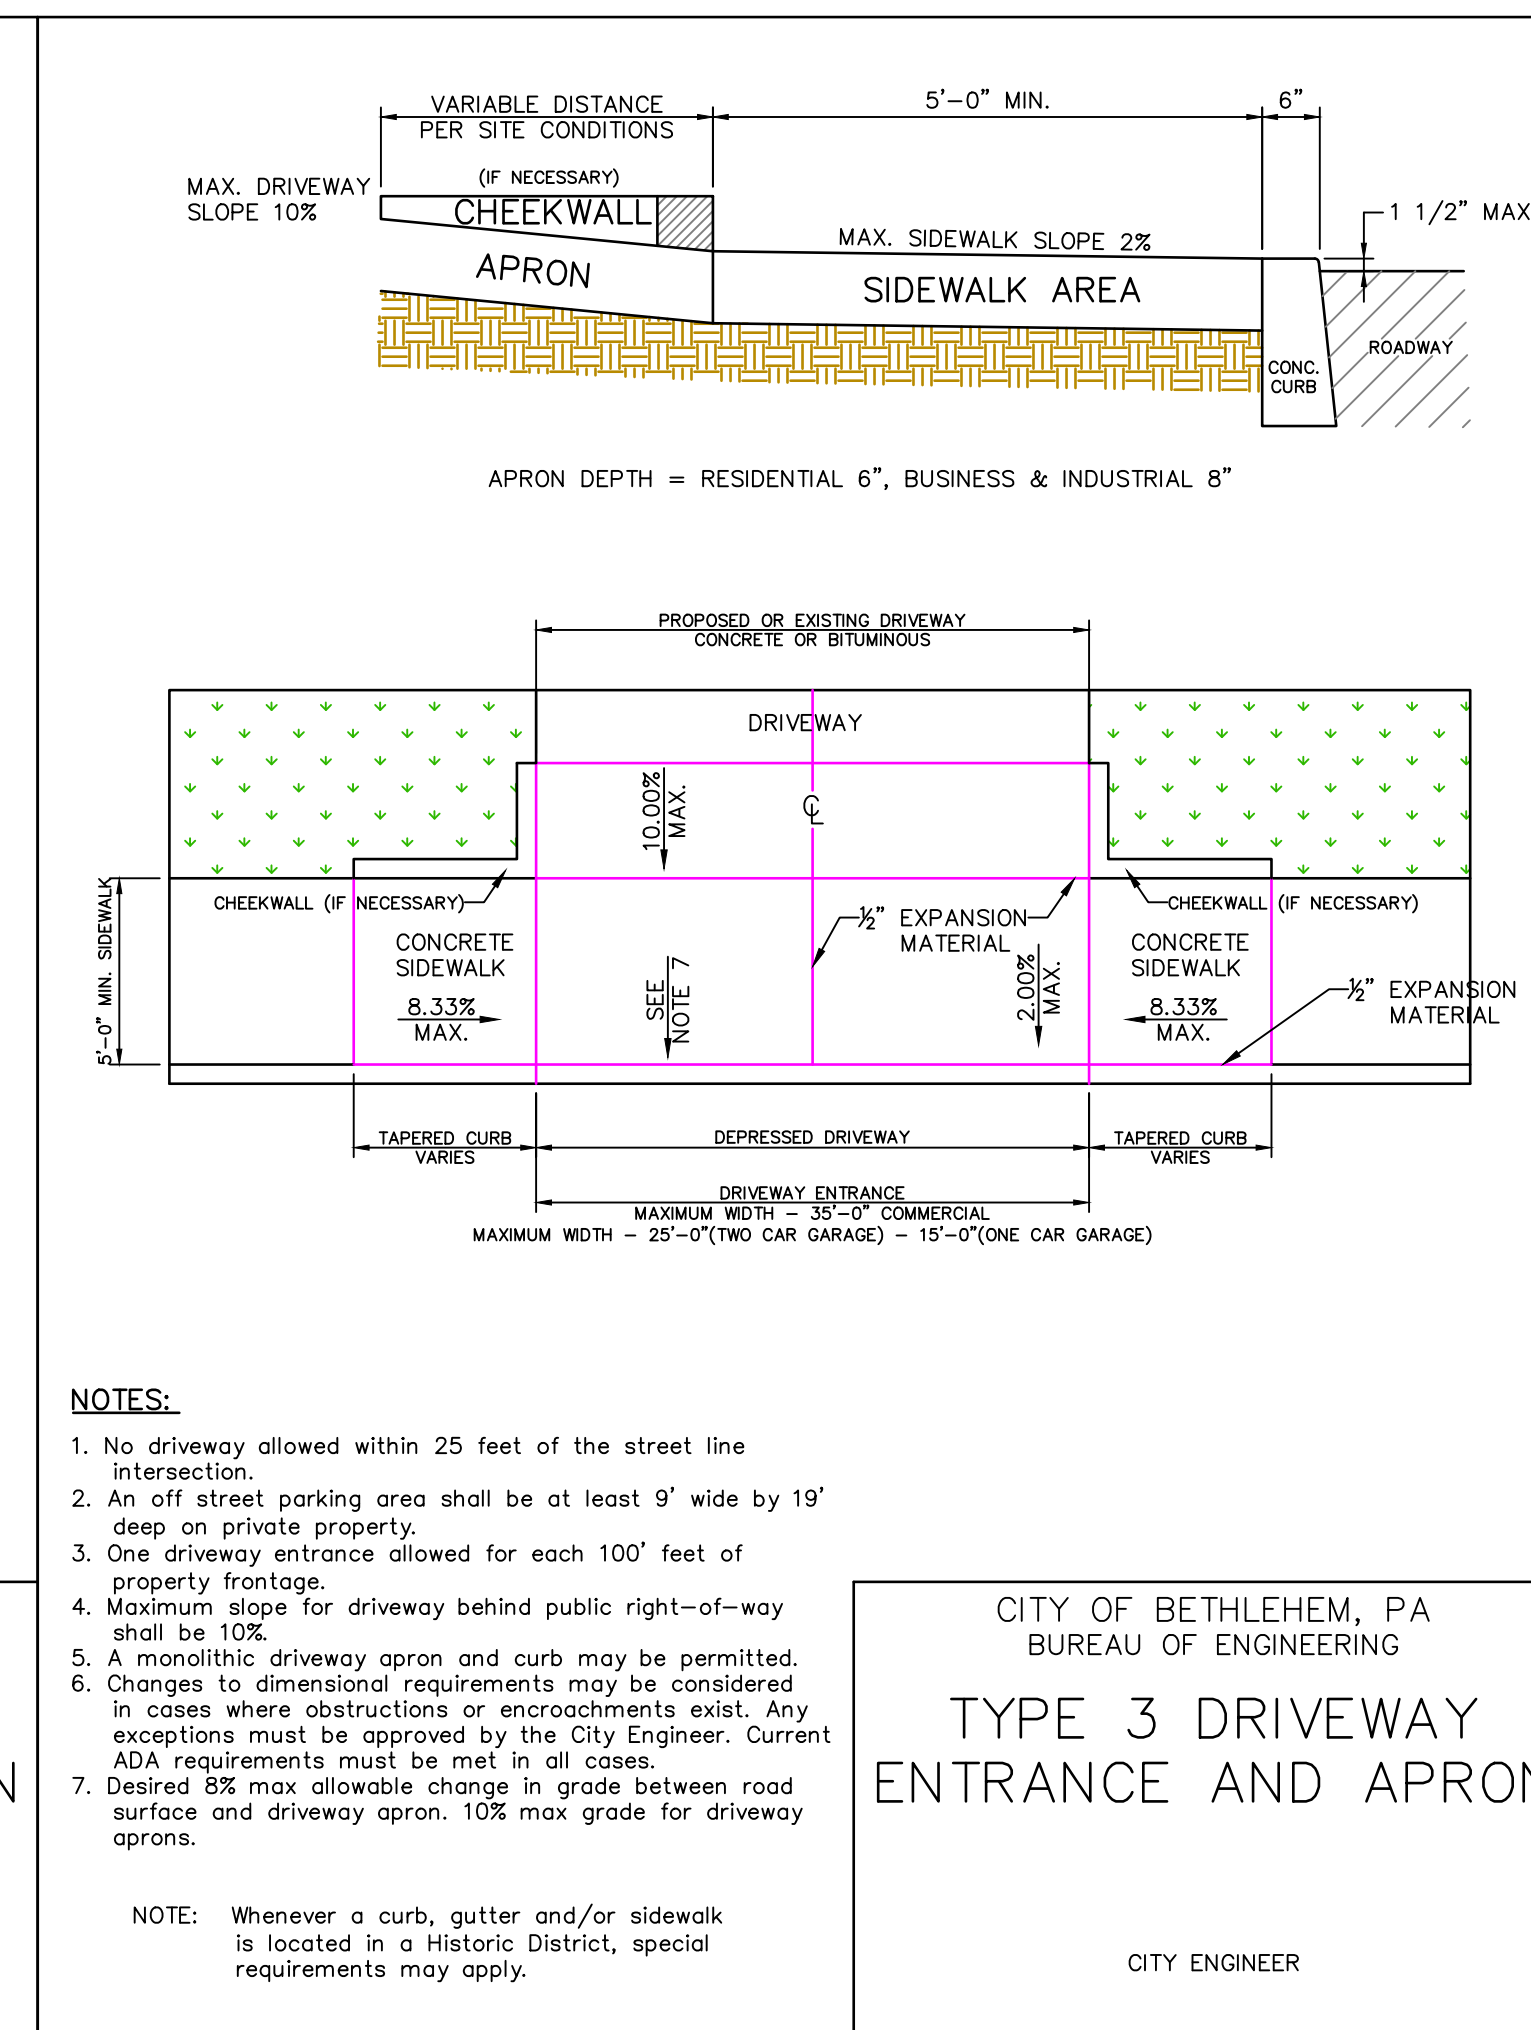 VARIABLE DISTANCE
PER SITE CONDITIONS
5'-0" MIN.
6"
(IF NECESSARY)
MAX. DRIVEWAY
SLOPE 10%
CHEEKWALL
1 1/2" MAX
MAX. SIDEWALK SLOPE 2%
APRON
SIDEWALK AREA
ROADWAY
CONC.
CURB
APRON DEPTH = RESIDENTIAL 6", BUSINESS & INDUSTRIAL 8"
PROPOSED OR EXISTING DRIVEWAY
CONCRETE OR BITUMINOUS
DRIVEWAY
10.00%
MAX.
CL
5'-0" MIN. SIDEWALK
CHEEKWALL (IF NECESSARY)
CHEEKWALL (IF NECESSARY)
½" EXPANSION
MATERIAL
CONCRETE
SIDEWALK
8.33%
MAX.
SEE
NOTE 7
2.00%
MAX.
CONCRETE
SIDEWALK
8.33%
MAX.
½" EXPANSION
MATERIAL
TAPERED CURB
VARIES
DEPRESSED DRIVEWAY
TAPERED CURB
VARIES
DRIVEWAY ENTRANCE
MAXIMUM WIDTH - 35'-0" COMMERCIAL
MAXIMUM WIDTH - 25'-0"(TWO CAR GARAGE) - 15'-0"(ONE CAR GARAGE)
NOTES:
1. No driveway allowed within 25 feet of the street line
intersection.
2. An off street parking area shall be at least 9' wide by 19'
deep on private property.
3. One driveway entrance allowed for each 100' feet of
property frontage.
4. Maximum slope for driveway behind public right-of-way
shall be 10%.
5. A monolithic driveway apron and curb may be permitted.
6. Changes to dimensional requirements may be considered
in cases where obstructions or encroachments exist. Any
exceptions must be approved by the City Engineer. Current
ADA requirements must be met in all cases.
7. Desired 8% max allowable change in grade between road
surface and driveway apron. 10% max grade for driveway
aprons.
NOTE: Whenever a curb, gutter and/or sidewalk
is located in a Historic District, special
requirements may apply.
N
CITY OF BETHLEHEM, PA
BUREAU OF ENGINEERING
TYPE 3 DRIVEWAY
ENTRANCE AND APRON
CITY ENGINEER